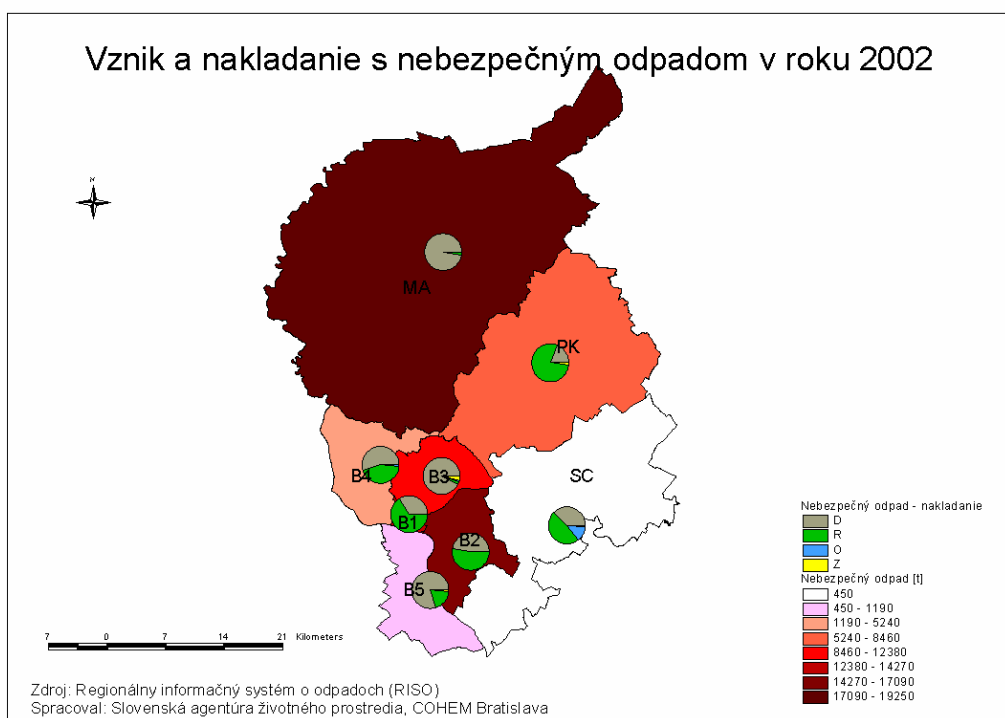 Vznik a nakladanie s nebezpečným odpadom v roku 2002
N
MA
PK
B4
B3
SC
B1
B2
B5
Nebezpečný odpad - nakladanie
D
R
O
Z
Nebezpečný odpad [t]
450
450 - 1190
1190 - 5240
5240 - 8460
8460 - 12380
12380 - 14270
14270 - 17090
17090 - 19250
7 0 7 14 21 Kilometers
Zdroj: Regionálny informačný systém o odpadoch (RISO)
Spracoval: Slovenská agentúra životného prostredia, COHEM Bratislava